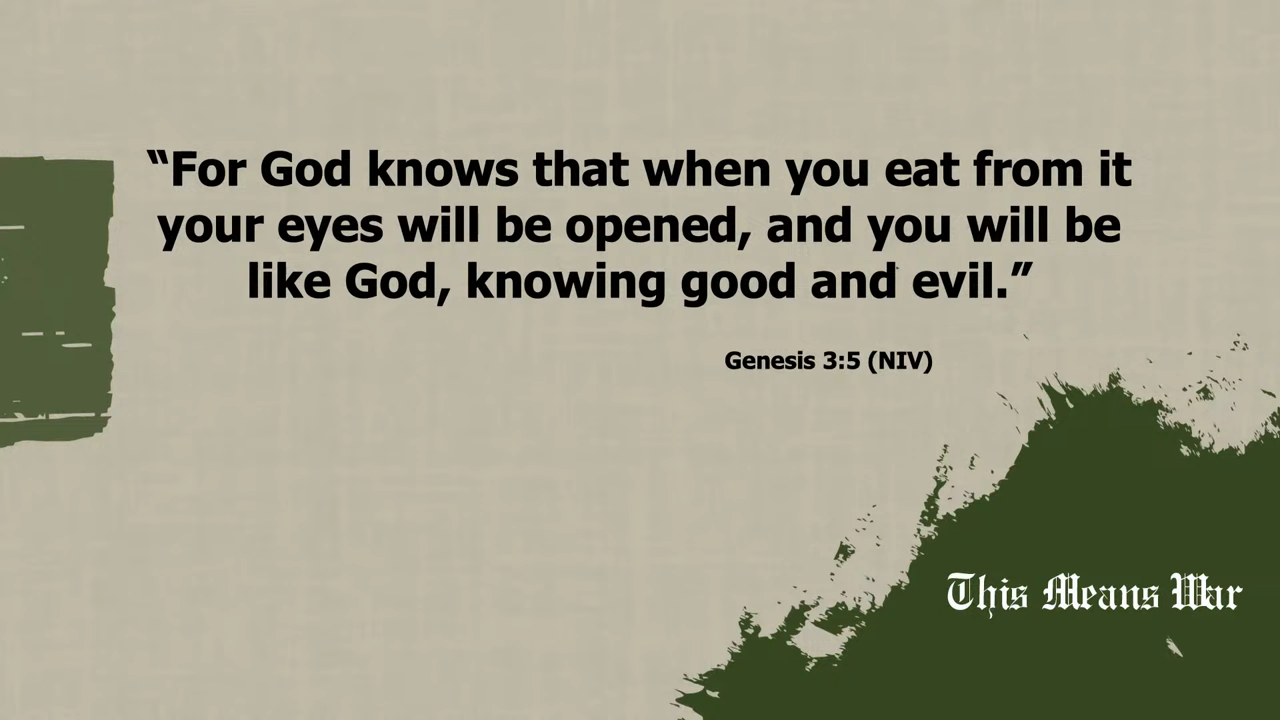 “For God knows that when you eat from it
your eyes will be opened, and you will be
like God, knowing good and evil.”
Genesis 3:5 (NIV)
This Means War